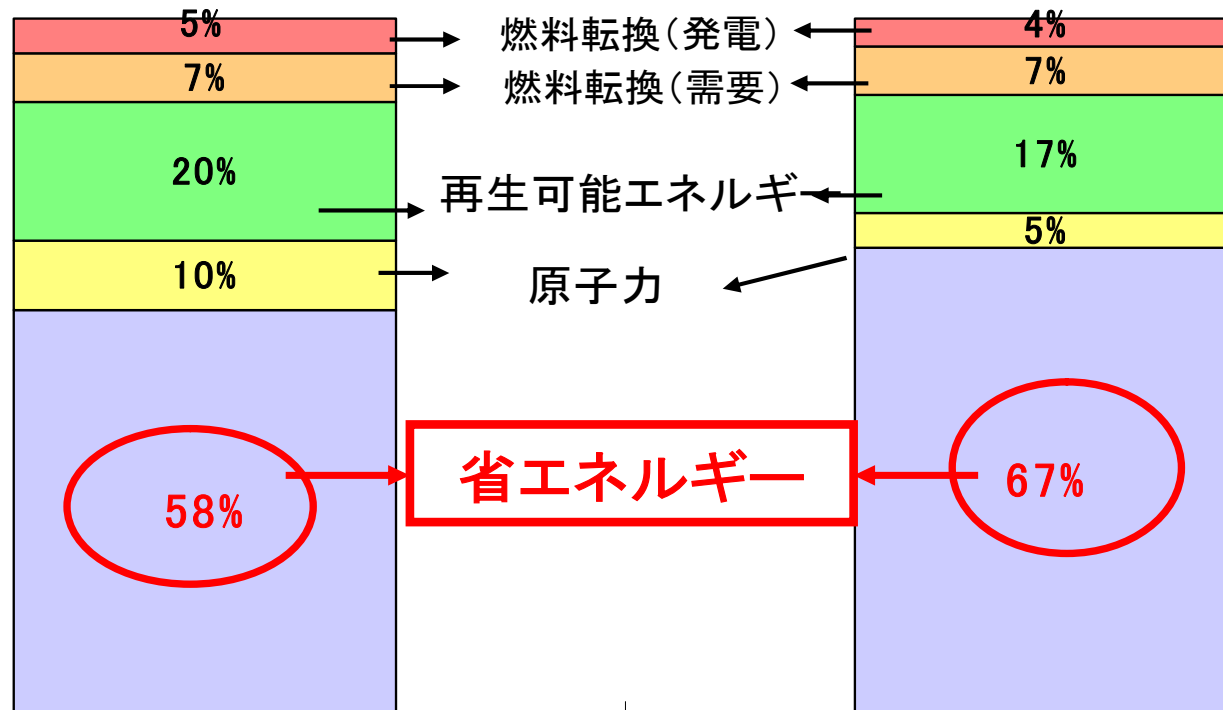 5% 燃料転換(発電) 4%
7% 燃料転換(需要) 7%
20% 再生可能エネルギー 17%
10% 原子力 5%
58% 省エネルギー 67%